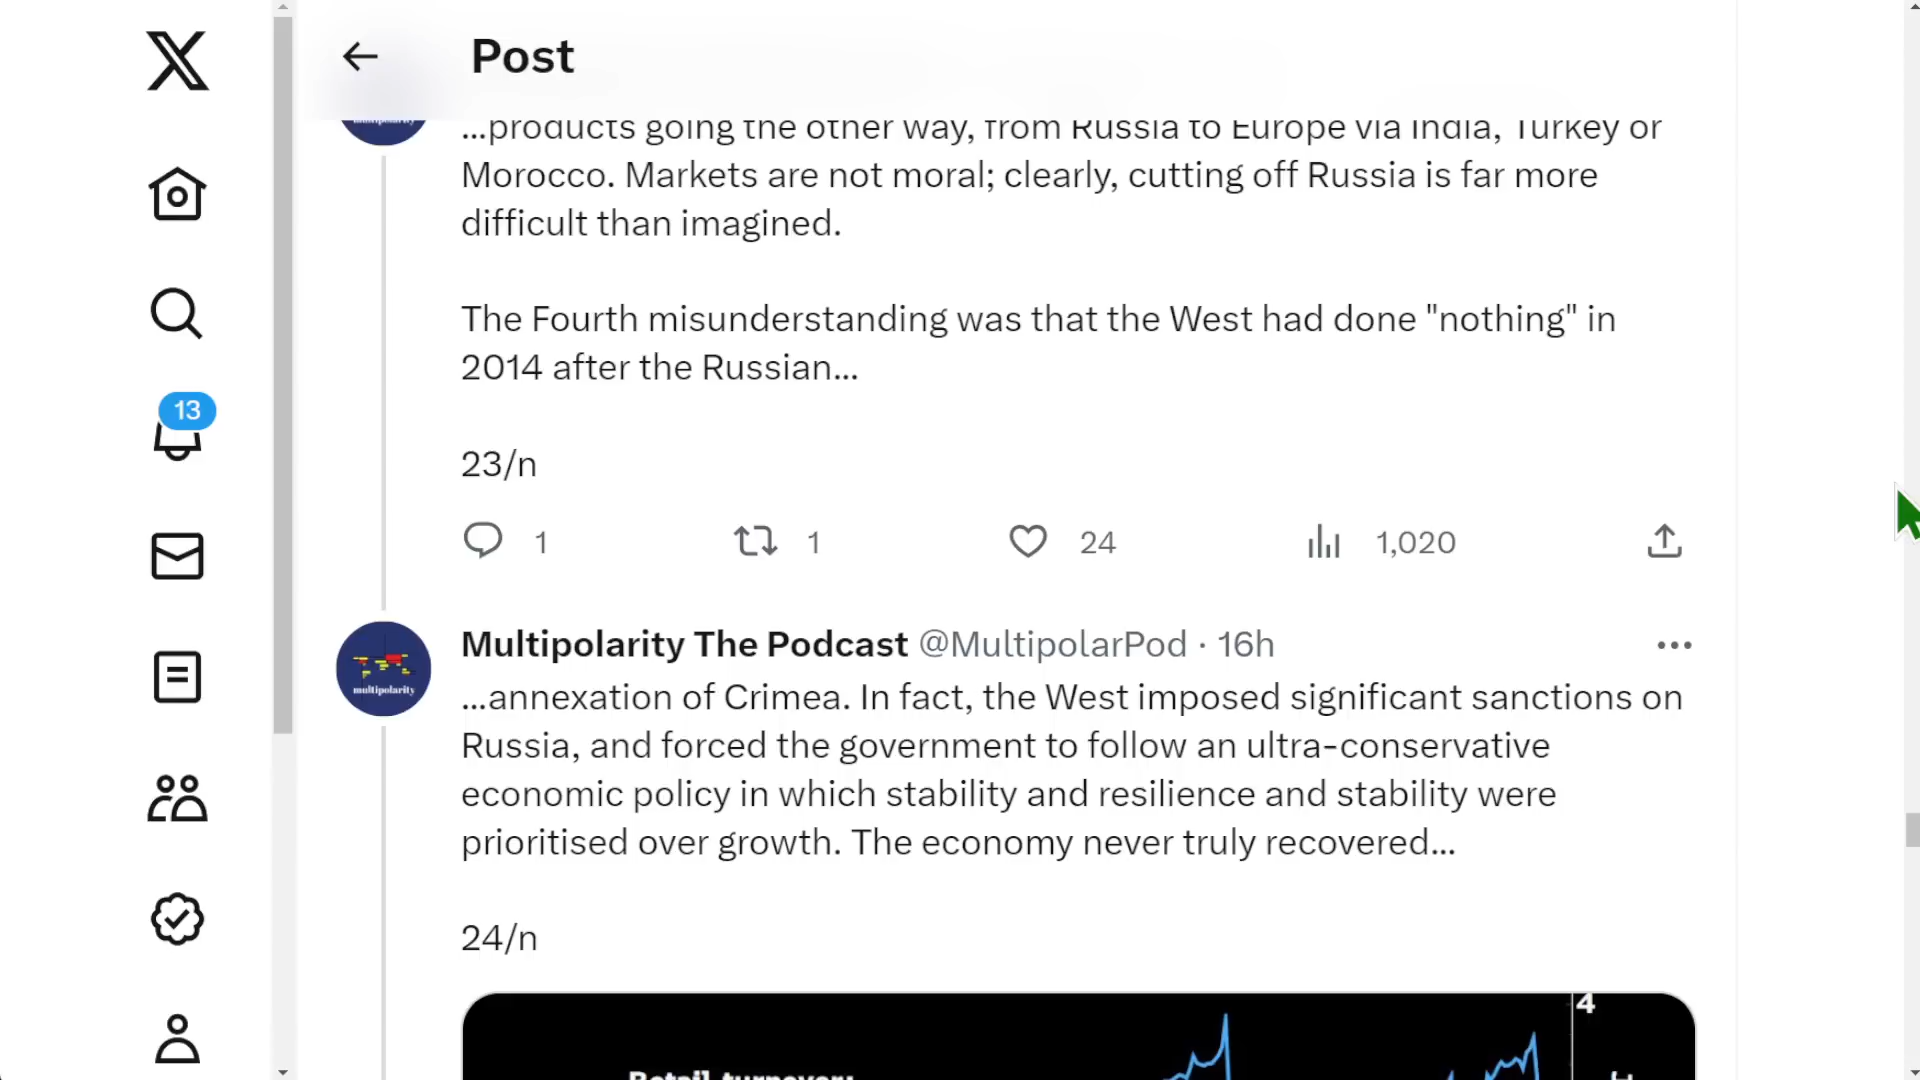 Post
multipolarity
...products going the other way, from Russia to Europe via India, Turkey or
Morocco. Markets are not moral; clearly, cutting off Russia is far more
difficult than imagined.
The Fourth misunderstanding was that the West had done "nothing" in
2014 after the Russian...
23/n
13
1
1
24
1,020
Multipolarity The Podcast @MultipolarPod · 16h
multipolarity
...annexation of Crimea. In fact, the West imposed significant sanctions on
Russia, and forced the government to follow an ultra-conservative
economic policy in which stability and resilience and stability were
prioritised over growth. The economy never truly recovered...
24/n
4
Retail turnover: